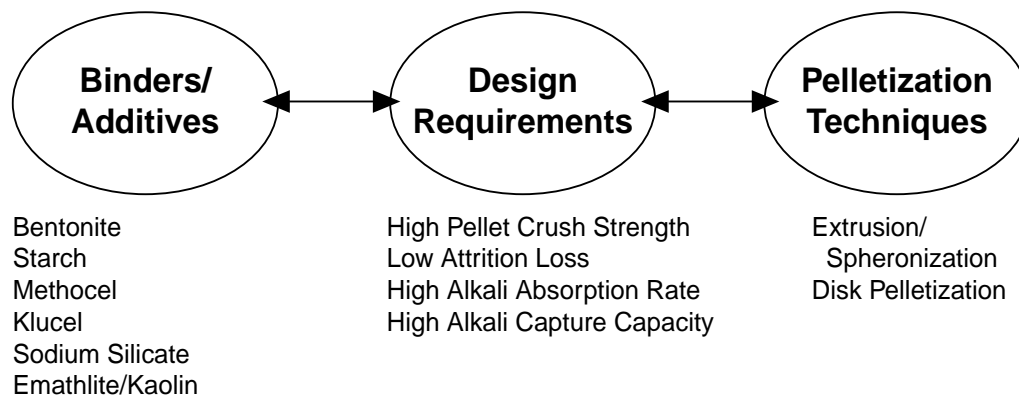 Binders/
Additives
Design
Requirements
Pelletization
Techniques
Bentonite
Starch
Methocel
Klucel
Sodium Silicate
Emathlite/Kaolin
High Pellet Crush Strength
Low Attrition Loss
High Alkali Absorption Rate
High Alkali Capture Capacity
Extrusion/
Spheronization
Disk Pelletization